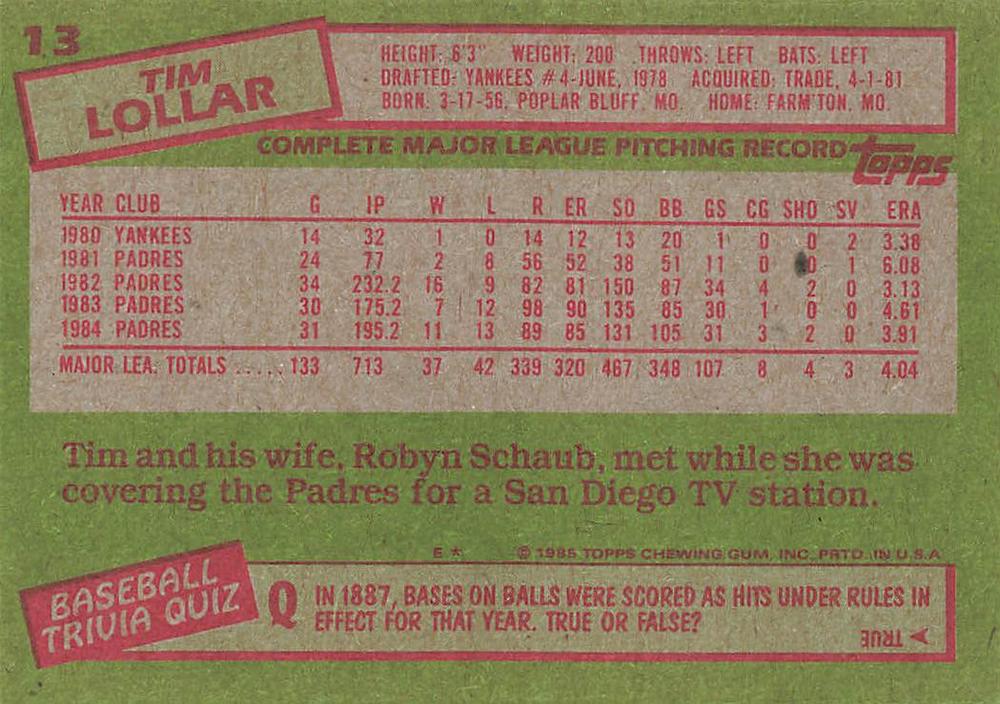 13
TIM
LOLLAR
HEIGHT: 6'3" WEIGHT: 200 THROWS: LEFT BATS: LEFT
DRAFTED: YANKEES #4-JUNE, 1978 ACQUIRED: TRADE, 4-1-81
BORN: 3-17-56, POPLAR BLUFF, MO. HOME: FARM'TON, MO.
COMPLETE MAJOR LEAGUE PITCHING RECORD topps
YEAR CLUB G IP W L R ER SO BB GS CG SHO SV ERA
1980 YANKEES 14 32 1 0 14 12 13 20 1 0 0 2 3.38
1981 PADRES 24 77 2 8 56 52 38 51 11 0 0 1 6.08
1982 PADRES 34 232.2 16 9 82 81 150 87 34 4 2 0 3.13
1983 PADRES 30 175.2 7 12 98 90 135 85 30 1 0 0 4.61
1984 PADRES 31 195.2 11 13 89 85 131 105 31 3 2 0 3.91
MAJOR LEA. TOTALS ..... 133 713 37 42 339 320 467 348 107 8 4 3 4.04
Tim and his wife, Robyn Schaub, met while she was
covering the Padres for a San Diego TV station.
E * © 1985 TOPPS CHEWING GUM, INC. PRTD. IN U.S.A.
BASEBALL
TRIVIA QUIZ
Q IN 1887, BASES ON BALLS WERE SCORED AS HITS UNDER RULES IN
EFFECT FOR THAT YEAR. TRUE OR FALSE?
TRUE